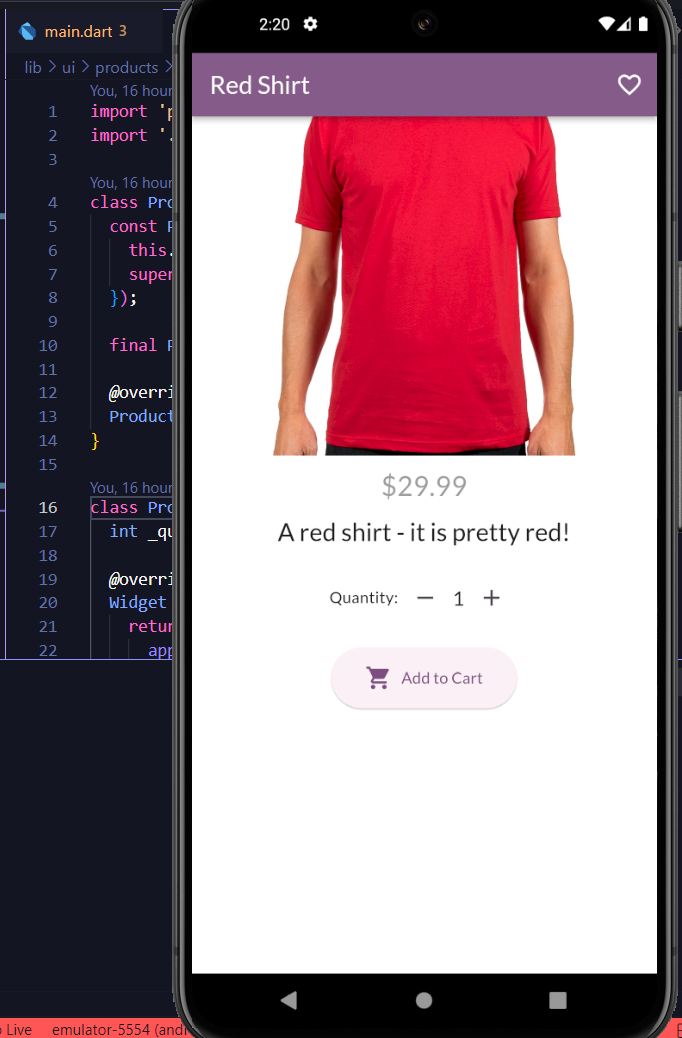 main.dart 3
lib > ui > products >
You, 16 hour
1 import 'p
2 import '.
3
You, 16 hour
4 class Pro
5 const P
6 this.
7 super
8 });
9
10 final P
11
12 @overri
13 Product
14 }
15
You, 16 hour
16 class Pro
17 int _qu
18
19 @overri
20 Widget
21 retur
22 app
Live
emulator-5554 (andr
2:20
Red Shirt
$29.99
A red shirt - it is pretty red!
Quantity: − 1 +
Add to Cart